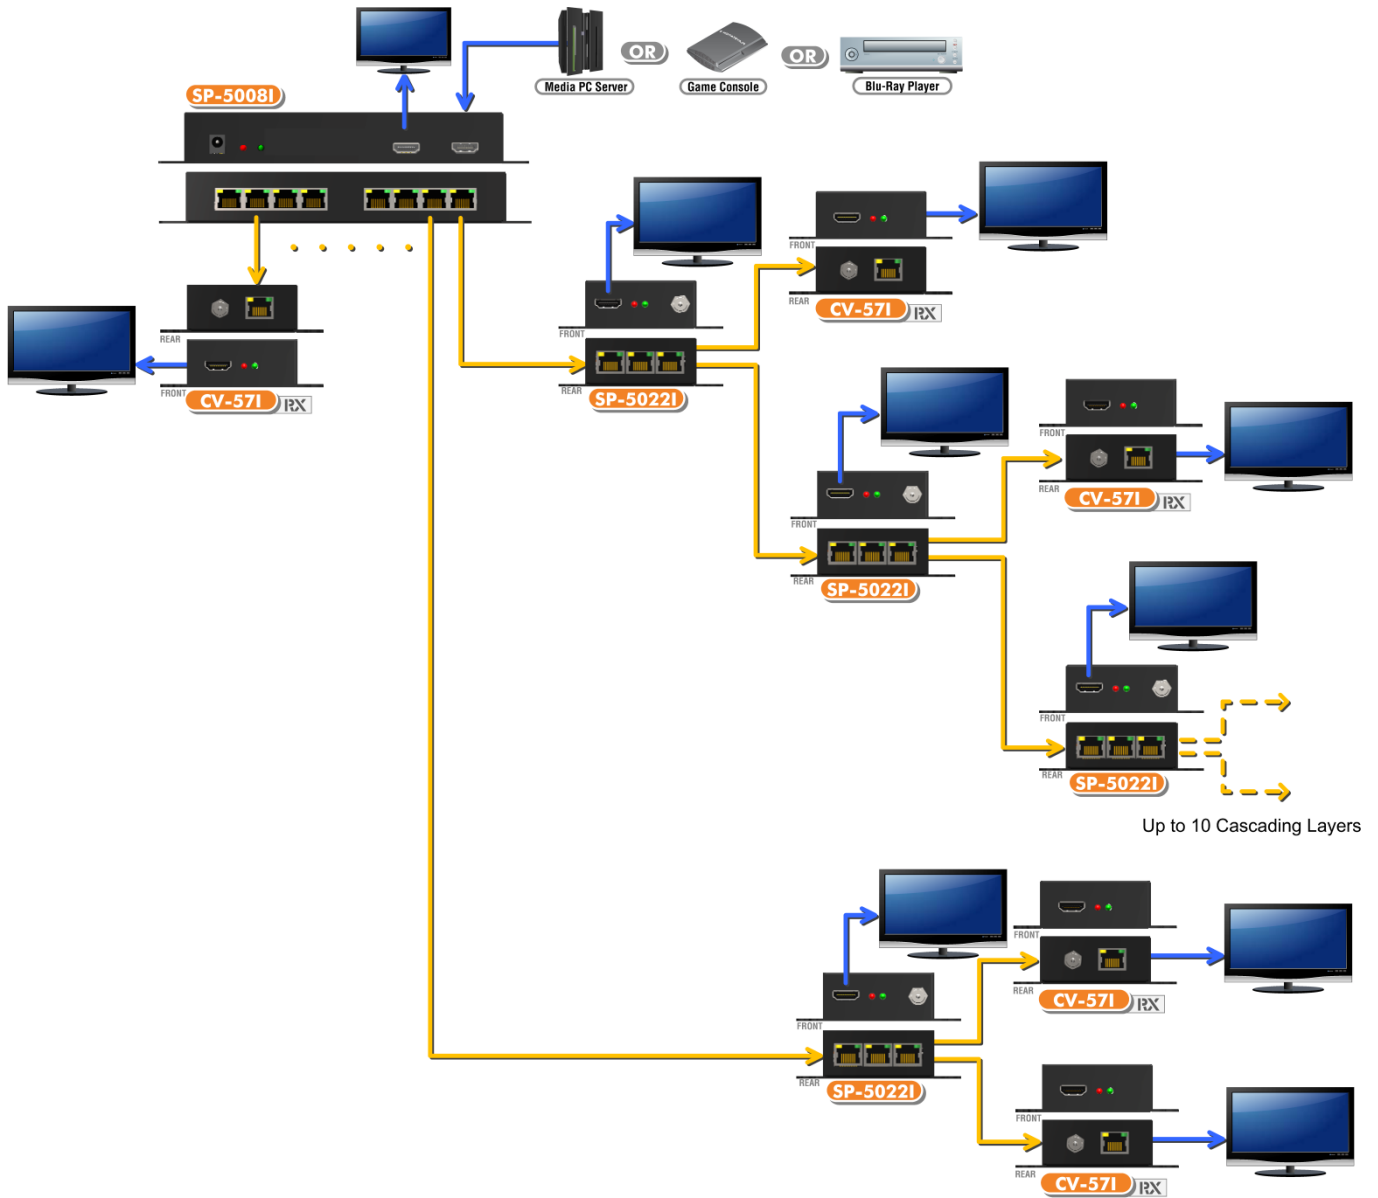 OR
OR
Media PC Server
Game Console
Blu-Ray Player
SP-5008I
FRONT
REAR
CV-57I RX
REAR
FRONT
CV-57I RX
FRONT
REAR
SP-5022I
FRONT
REAR
CV-57I RX
FRONT
REAR
SP-5022I
FRONT
REAR
SP-5022I
Up to 10 Cascading Layers
FRONT
REAR
CV-57I RX
FRONT
REAR
SP-5022I
FRONT
REAR
CV-57I RX